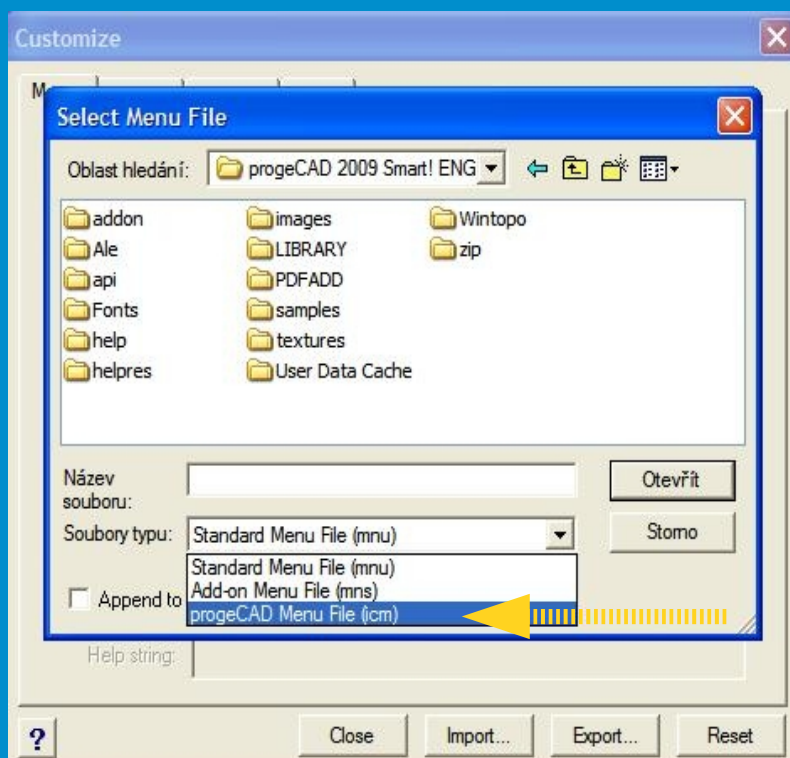 Customize
Select Menu File
Oblast hledání: progeCAD 2009 Smart! ENG
addon images Wintopo
Ale LIBRARY zip
api PDFADD
Fonts samples
help textures
helpres User Data Cache
Název
souboru:
Otevřít
Soubory typu: Standard Menu File (mnu) Storno
Standard Menu File (mnu)
Add-on Menu File (mns)
Append to progeCAD Menu File (icm)
Help string:
? Close Import... Export... Reset